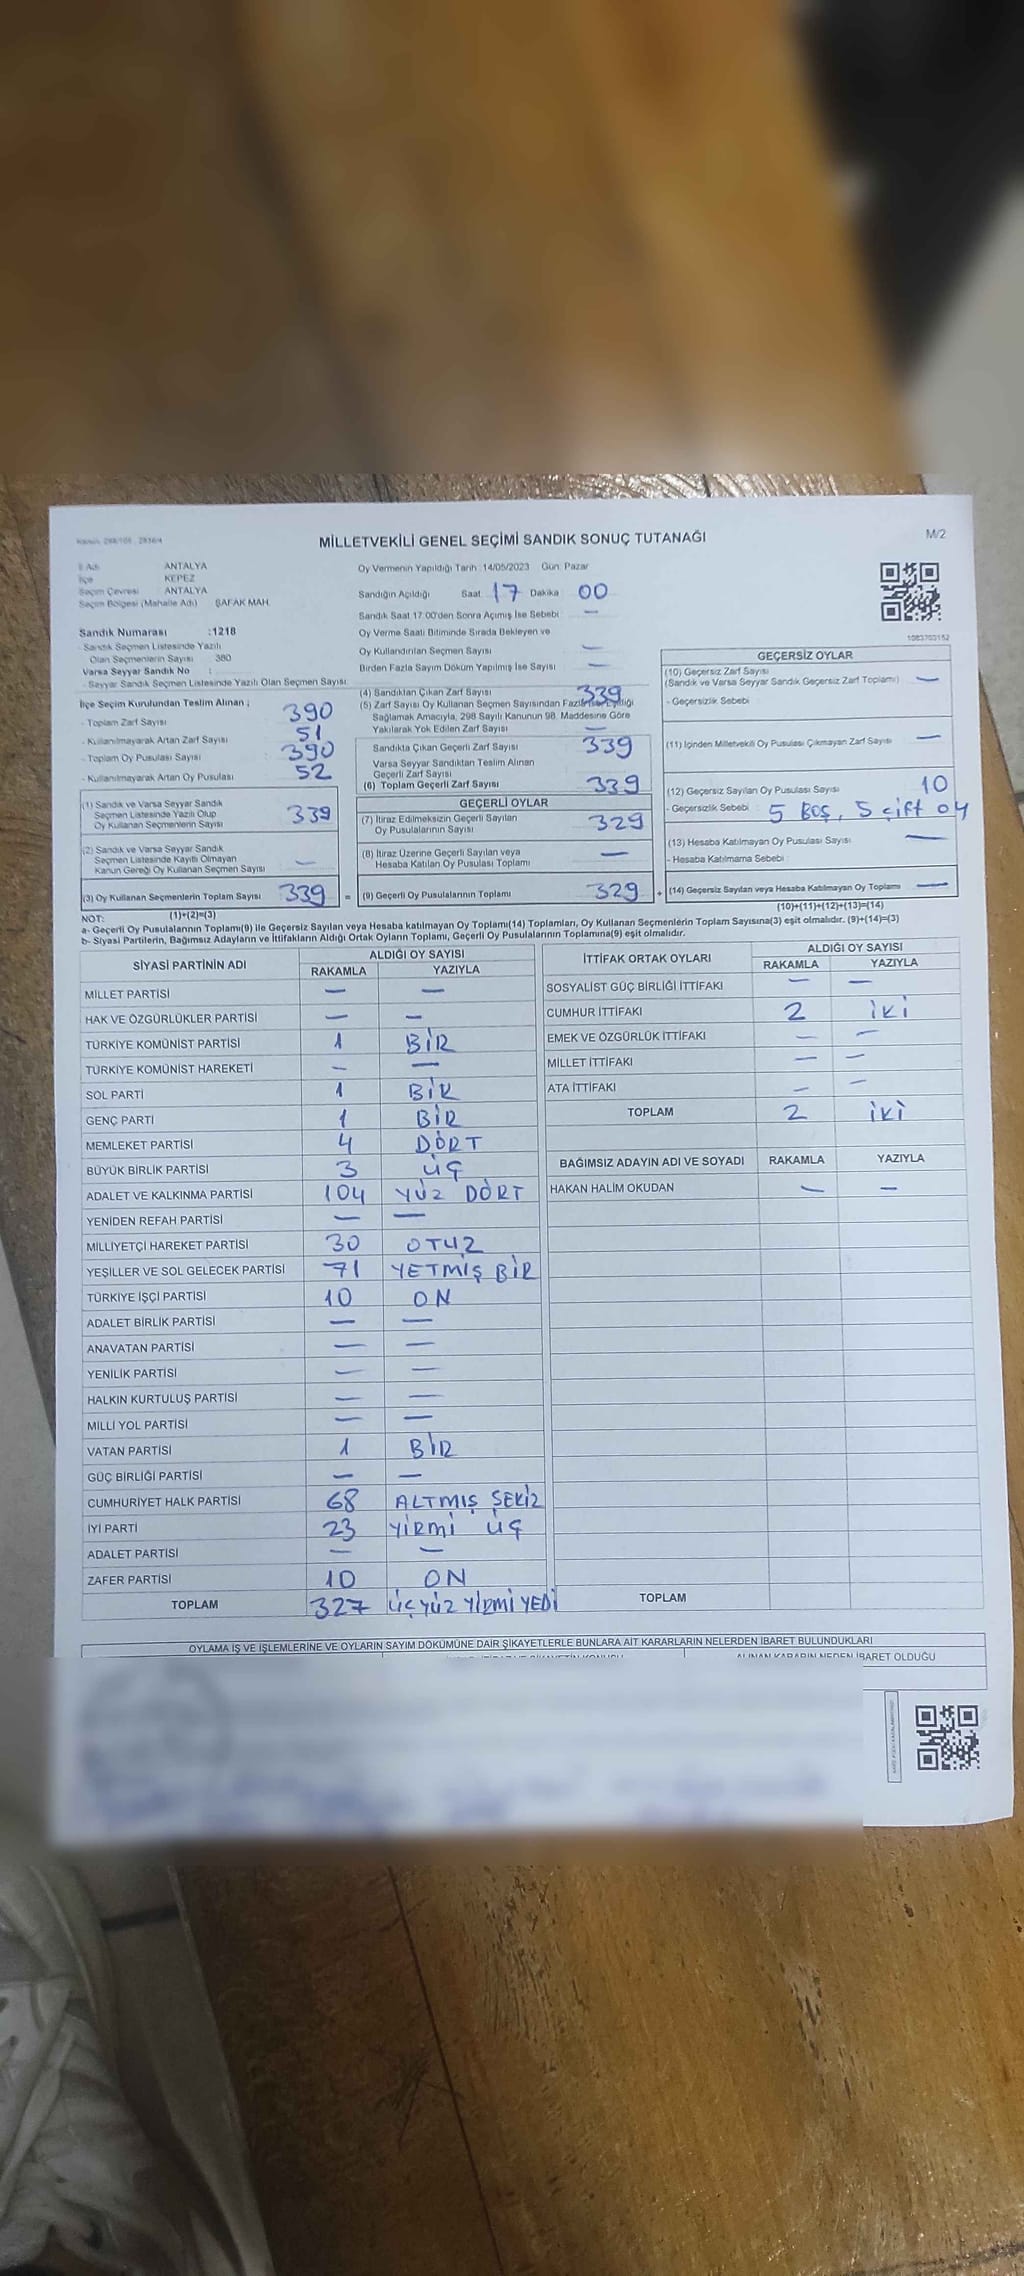 Kanun: 298/105 , 2839/4
MİLLETVEKİLİ GENEL SEÇİMİ SANDIK SONUÇ TUTANAĞI
M/2
İl Adı ANTALYA
İlçe KEPEZ
Seçim Çevresi ANTALYA
Seçim Bölgesi (Mahalle Adı) ŞAFAK MAH.
Sandık Numarası :1218
- Sandık Seçmen Listesinde Yazılı
Olan Seçmenlerin Sayısı 380
Varsa Seyyar Sandık No :
- Seyyar Sandık Seçmen Listesinde Yazılı Olan Seçmen Sayısı
Oy Vermenin Yapıldığı Tarih :14/05/2023 Gün: Pazar
Sandığın Açıldığı Saat 17 Dakika 00
Sandık Saat 17:00'den Sonra Açımış İse Sebebi : —
Oy Verme Saati Bitiminde Sırada Bekleyen ve
Oy Kullandırılan Seçmen Sayısı —
Birden Fazla Sayım Döküm Yapılmış İse Sayısı —
1083703152
İlçe Seçim Kurulundan Teslim Alınan ;
- Toplam Zarf Sayısı 390
- Kullanılmayarak Artan Zarf Sayısı 51
- Toplam Oy Pusulası Sayısı 390
- Kullanılmayarak Artan Oy Pusulası 52
(1) Sandık ve Varsa Seyyar Sandık
Seçmen Listesinde Yazılı Olup
Oy Kullanan Seçmenlerin Sayısı 339
(2) Sandık ve Varsa Seyyar Sandık
Seçmen Listesinde Kayıtlı Olmayan
Kanun Gereği Oy Kullanan Seçmen Sayısı —
(3) Oy Kullanan Seçmenlerin Toplam Sayısı 339 =
(1)+(2)=(3)
(4) Sandıktan Çıkan Zarf Sayısı 339
(5) Zarf Sayısı Oy Kullanan Seçmen Sayısından Fazla
Sağlamak Amacıyla, 298 Sayılı Kanunun 98. Maddesine Göre
Yakılarak Yok Edilen Zarf Sayısı —
Sandıkta Çıkan Geçerli Zarf Sayısı 339
Varsa Seyyar Sandıktan Teslim Alınan
Geçerli Zarf Sayısı
(6) Toplam Geçerli Zarf Sayısı 339
GEÇERLİ OYLAR
(7) İtiraz Edilmeksizin Geçerli Sayılan
Oy Pusulalarının Sayısı 329
(8) İtiraz Üzerine Geçerli Sayılan veya
Hesaba Katılan Oy Pusulası Toplamı —
(9) Geçerli Oy Pusulalarının Toplamı 329 +
GEÇERSİZ OYLAR
(10) Geçersiz Zarf Sayısı
(Sandık ve Varsa Seyyar Sandık Geçersiz Zarf Toplamı) —
- Geçersizlik Sebebi
(11) İçinden Milletvekili Oy Pusulası Çıkmayan Zarf Sayısı —
(12) Geçersiz Sayılan Oy Pusulası Sayısı 10
- Geçersizlik Sebebi : 5 BOŞ, 5 çift oy
(13) Hesaba Katılmayan Oy Pusulası Sayısı —
- Hesaba Katılmama Sebebi :
(14) Geçersiz Sayılan veya Hesaba Katılmayan Oy Toplamı —
(10)+(11)+(12)+(13)=(14)
NOT:
a- Geçerli Oy Pusulalarının Toplamı(9) ile Geçersiz Sayılan veya Hesaba katılmayan Oy Toplamı(14) Toplamları, Oy Kullanan Seçmenlerin Toplam Sayısına(3) eşit olmalıdır. (9)+(14)=(3)
b- Siyasi Partilerin, Bağımsız Adayların ve İttifakların Aldığı Ortak Oyların Toplamı, Geçerli Oy Pusulalarının Toplamına(9) eşit olmalıdır.
SİYASİ PARTİNİN ADI ALDIĞI OY SAYISI
RAKAMLA YAZIYLA
MİLLET PARTİSİ — —
HAK VE ÖZGÜRLÜKLER PARTİSİ — —
TÜRKİYE KOMÜNİST PARTİSİ 1 BİR
TÜRKİYE KOMÜNİST HAREKETİ — —
SOL PARTİ 1 BİR
GENÇ PARTİ 1 BİR
MEMLEKET PARTİSİ 4 DÖRT
BÜYÜK BİRLİK PARTİSİ 3 ÜÇ
ADALET VE KALKINMA PARTİSİ 104 YÜZ DÖRT
YENİDEN REFAH PARTİSİ — —
MİLLİYETÇİ HAREKET PARTİSİ 30 OTUZ
YEŞİLLER VE SOL GELECEK PARTİSİ 71 YETMİŞ BİR
TÜRKİYE İŞÇİ PARTİSİ 10 ON
ADALET BİRLİK PARTİSİ — —
ANAVATAN PARTİSİ — —
YENİLİK PARTİSİ — —
HALKIN KURTULUŞ PARTİSİ — —
MİLLİ YOL PARTİSİ — —
VATAN PARTİSİ 1 BİR
GÜÇ BİRLİĞİ PARTİSİ — —
CUMHURİYET HALK PARTİSİ 68 ALTMIŞ ŞEKİZ
İYİ PARTİ 23 YİRMİ ÜÇ
ADALET PARTİSİ — —
ZAFER PARTİSİ 10 ON
TOPLAM 327 ÜÇ YÜZ YİRMİ YEDİ
İTTİFAK ORTAK OYLARI ALDIĞI OY SAYISI
RAKAMLA YAZIYLA
SOSYALİST GÜÇ BİRLİĞİ İTTİFAKI — —
CUMHUR İTTİFAKI 2 İKİ
EMEK VE ÖZGÜRLÜK İTTİFAKI — —
MİLLET İTTİFAKI — —
ATA İTTİFAKI — —
TOPLAM 2 İKİ
BAĞIMSIZ ADAYIN ADI VE SOYADI RAKAMLA YAZIYLA
HAKAN HALİM OKUDAN — —
TOPLAM
OYLAMA İŞ VE İŞLEMLERİNE VE OYLARIN SAYIM DÖKÜMÜNE DAİR ŞİKAYETLERLE BUNLARA AİT KARARLARIN NELERDEN İBARET BULUNDUKLARI
ALINAN KARARIN NEDEN İBARET OLDUĞU